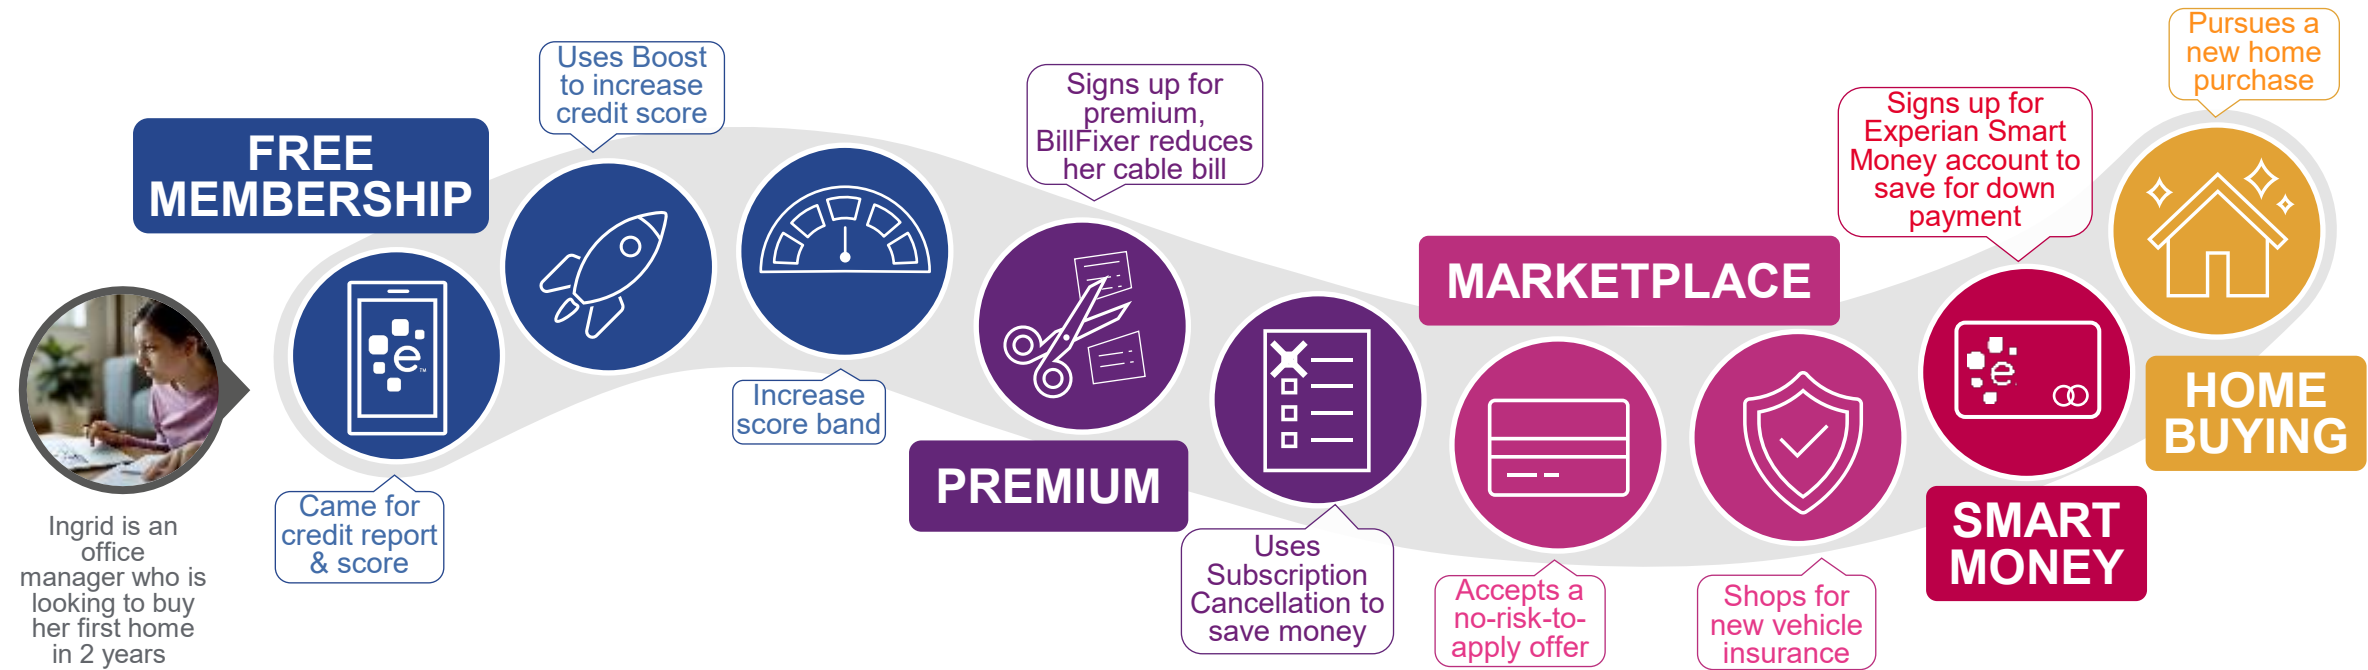 Ingrid is an
office
manager who is
looking to buy
her first home
in 2 years
FREE
MEMBERSHIP
e™
Came for
credit report
& score
Uses Boost
to increase
credit score
Increase
score band
Signs up for
premium,
BillFixer reduces
her cable bill
PREMIUM
Uses
Subscription
Cancellation to
save money
MARKETPLACE
Accepts a
no-risk-to-
apply offer
Shops for
new vehicle
insurance
Signs up for
Experian Smart
Money account to
save for down
payment
e
SMART
MONEY
Pursues a
new home
purchase
HOME
BUYING